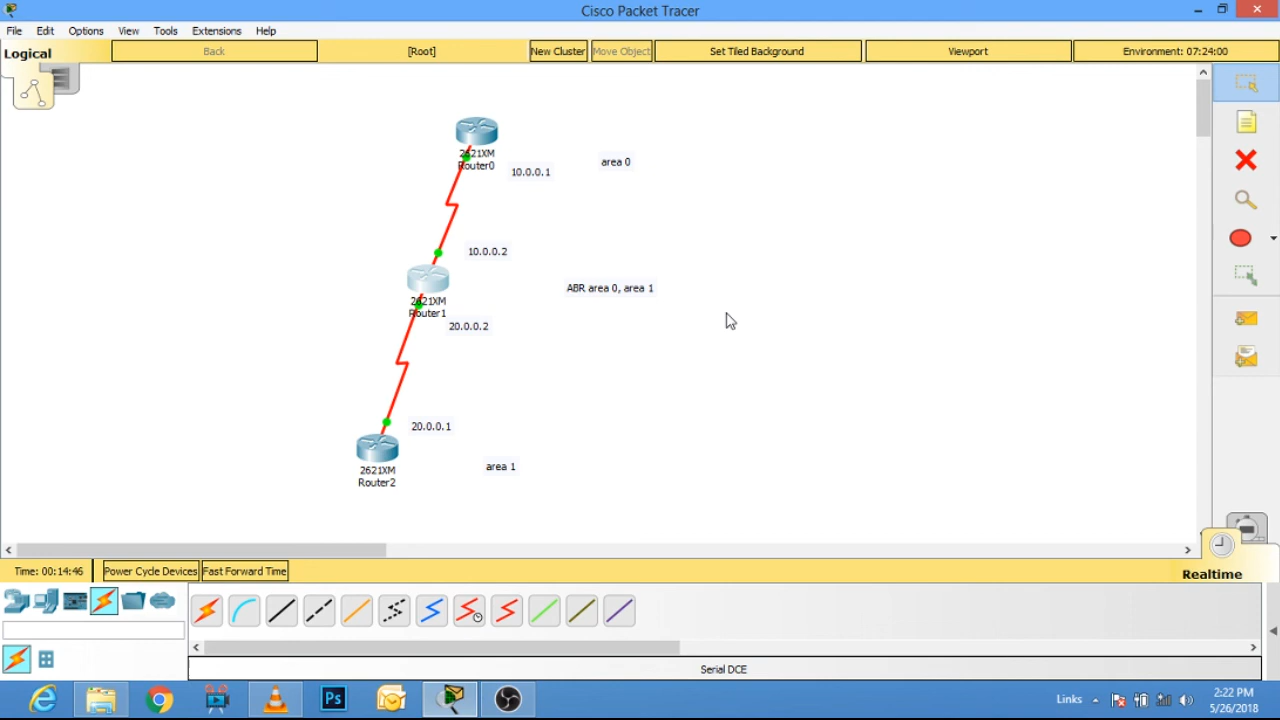 Cisco Packet Tracer
File Edit Options View Tools Extensions Help
Logical Back [Root] New Cluster Move Object Set Tiled Background Viewport Environment: 07:24:00
2621XM
Router0
area 0
10.0.0.1
10.0.0.2
2621XM
Router1
ABR area 0, area 1
20.0.0.2
20.0.0.1
2621XM
Router2
area 1
Time: 00:14:46 Power Cycle Devices Fast Forward Time Realtime
Serial DCE
Ps
Links
2:22 PM
5/26/2018